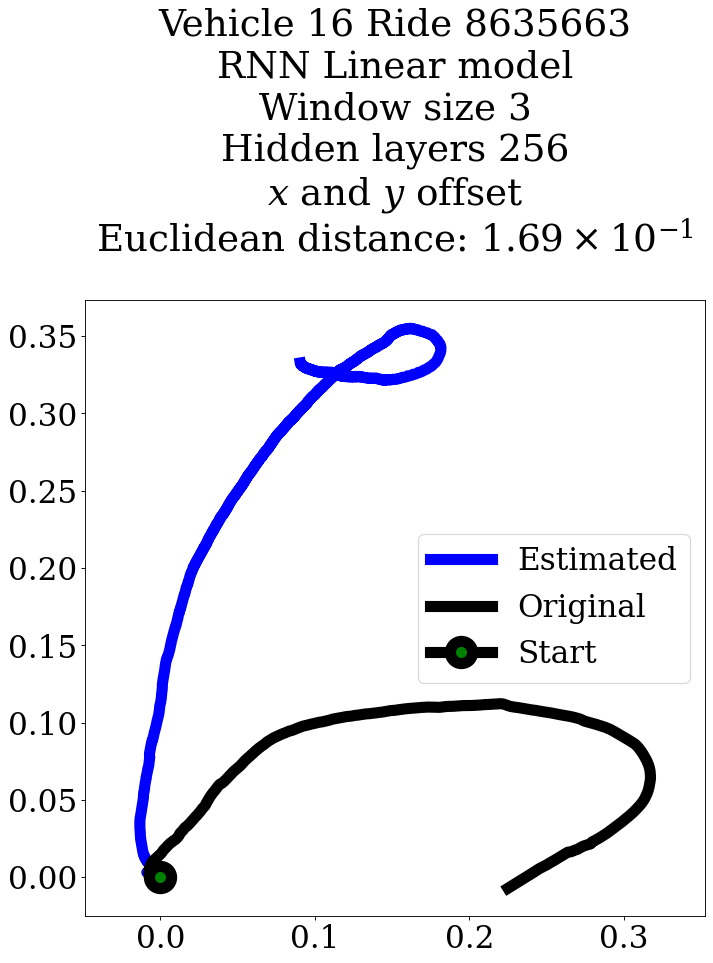 Vehicle 16 Ride 8635663
RNN Linear model
Window size 3
Hidden layers 256
x and y offset
Euclidean distance: 1.69 × 10⁻¹
0.35
0.30
0.25
0.20
0.15
0.10
0.05
0.00
Estimated
Original
Start
0.0 0.1 0.2 0.3